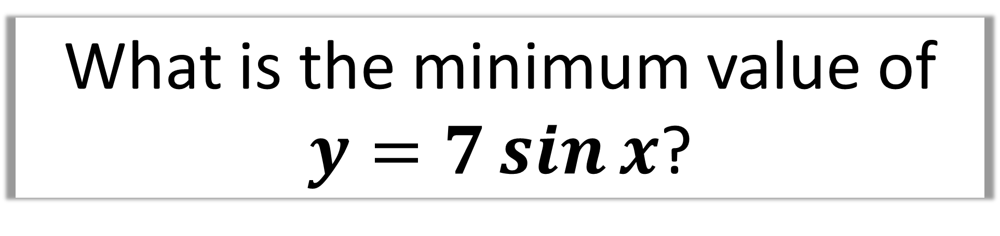 What is the minimum value of
y = 7 sin x?